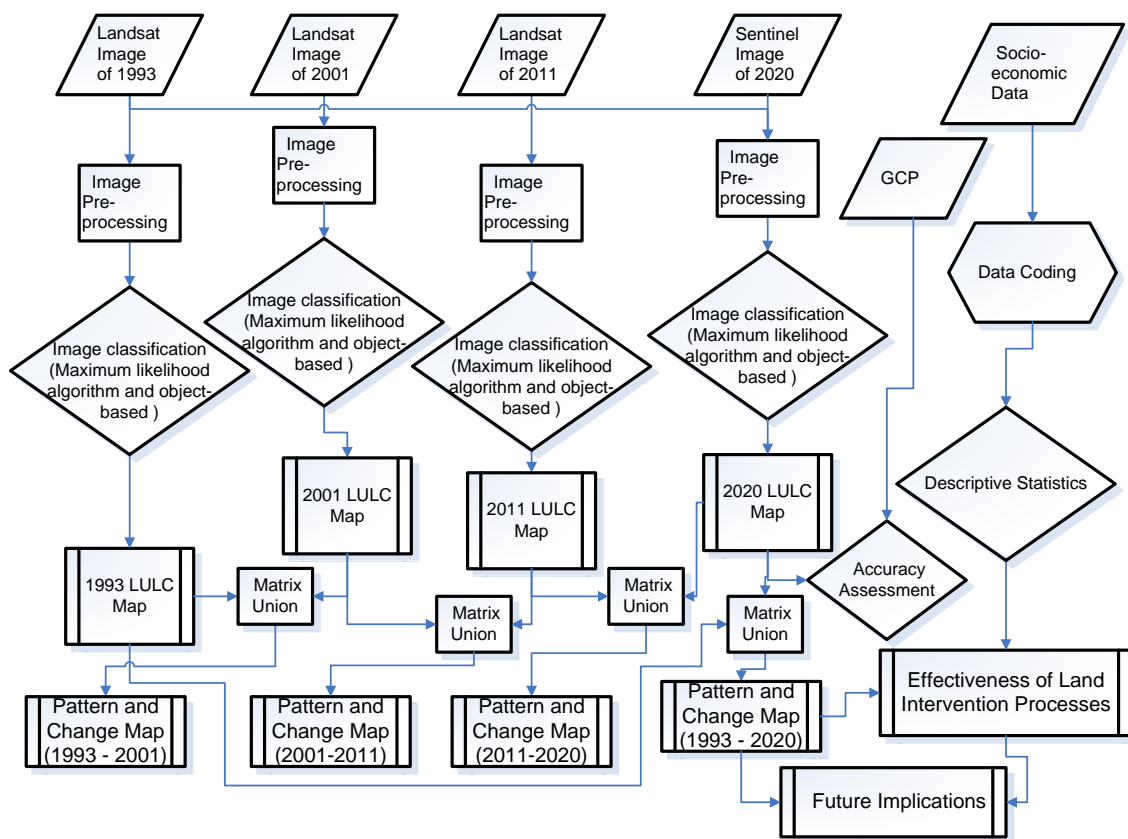 Landsat
Image
of 1993
Landsat
Image
of 2001
Landsat
Image
of 2011
Sentinel
Image
of 2020
Socio-
economic
Data
Image
Pre-
processing
Image
Pre-
processing
Image
Pre-
processing
Image
Pre-
processing
GCP
Data Coding
Image classification
(Maximum likelihood
algorithm and object-
based )
Image classification
(Maximum likelihood
algorithm and object-
based )
Image classification
(Maximum likelihood
algorithm and object-
based )
Image classification
(Maximum likelihood
algorithm and object-
based )
Descriptive Statistics
1993 LULC
Map
2001 LULC
Map
2011 LULC
Map
2020 LULC
Map
Matrix
Union
Matrix
Union
Matrix
Union
Matrix
Union
Accuracy
Assessment
Pattern and
Change Map
(1993 - 2001)
Pattern and
Change Map
(2001-2011)
Pattern and
Change Map
(2011-2020)
Pattern and
Change Map
(1993 - 2020)
Effectiveness of Land
Intervention Processes
Future Implications